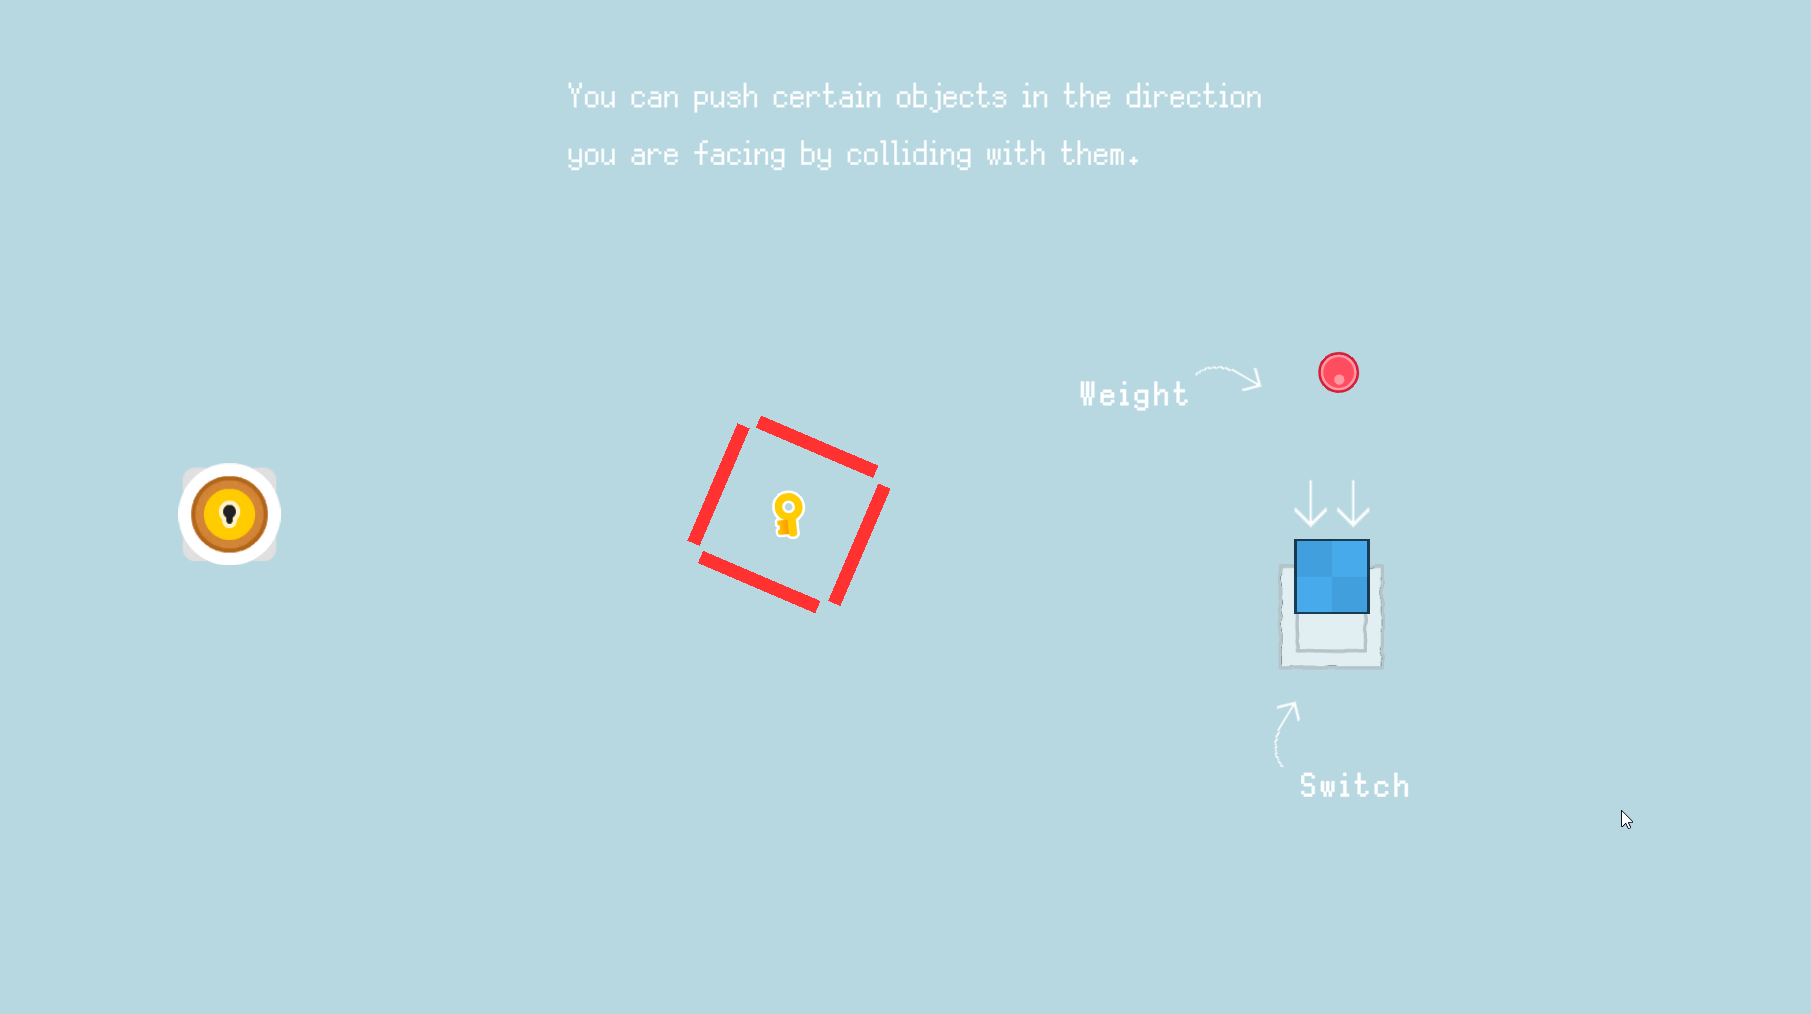 You can push certain objects in the direction
you are facing by colliding with them.
Weight
Switch